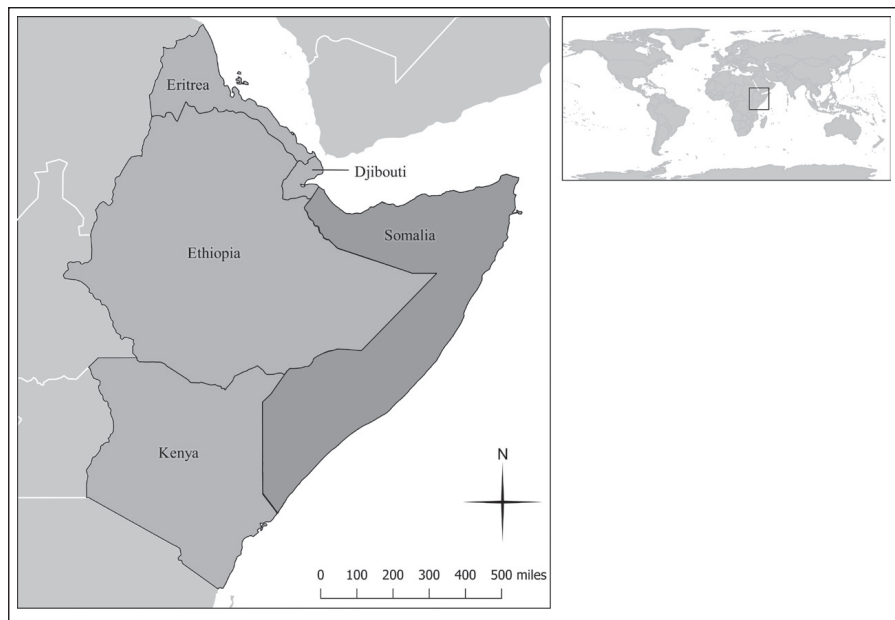 Eritrea
Djibouti
Somalia
Ethiopia
Kenya
N
0 100 200 300 400 500 miles